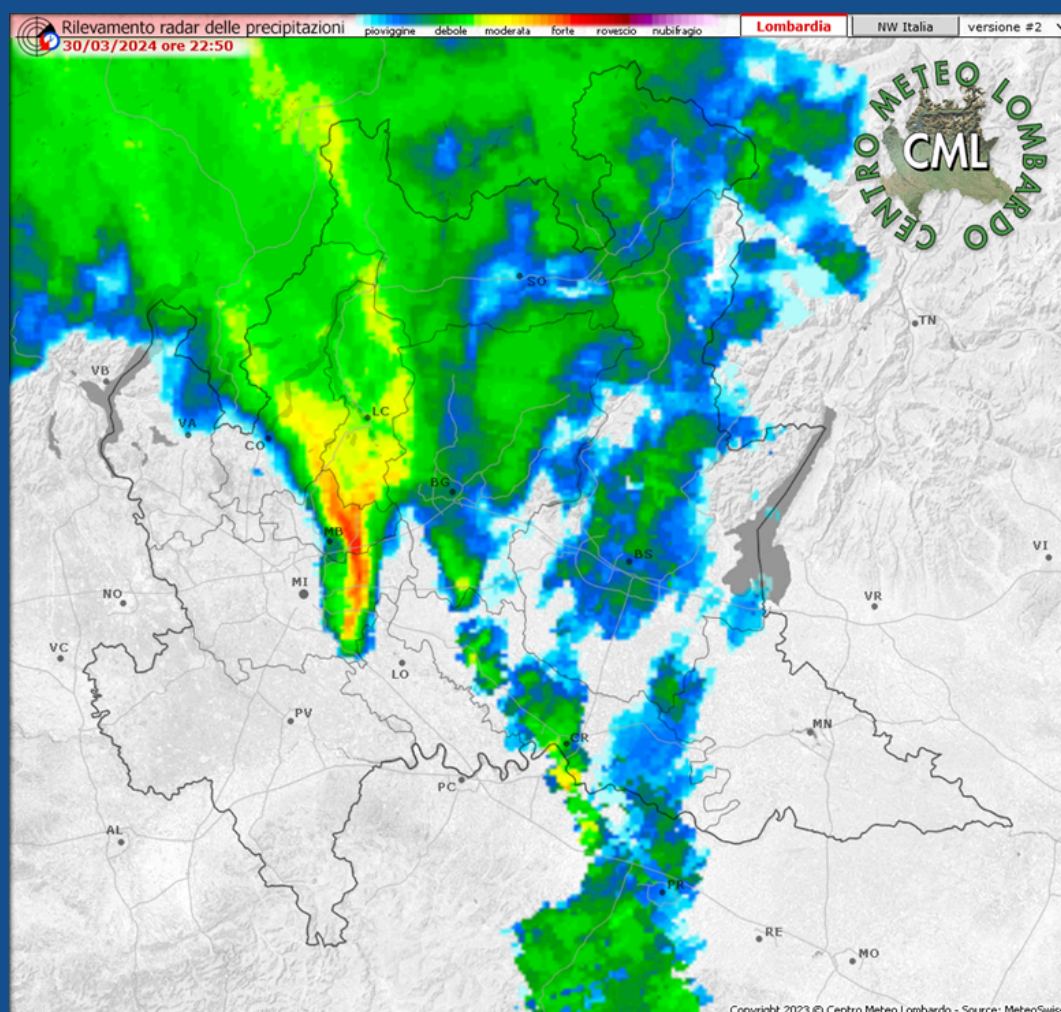 Rilevamento radar delle precipitazioni
30/03/2024 ore 22:50
pioviggine debole moderata forte rovescio nubifragio
Lombardia
NW Italia
versione #2
CENTRO METEO LOMBARDO
CML
SO
TN
VB
LC
VA
CO
BG
MB
BS
VI
MI
NO
VR
VC
LO
PV
MN
CR
PC
AL
PR
RE
MO
Copyright 2023 © Centro Meteo Lombardo - Source: MeteoSwis